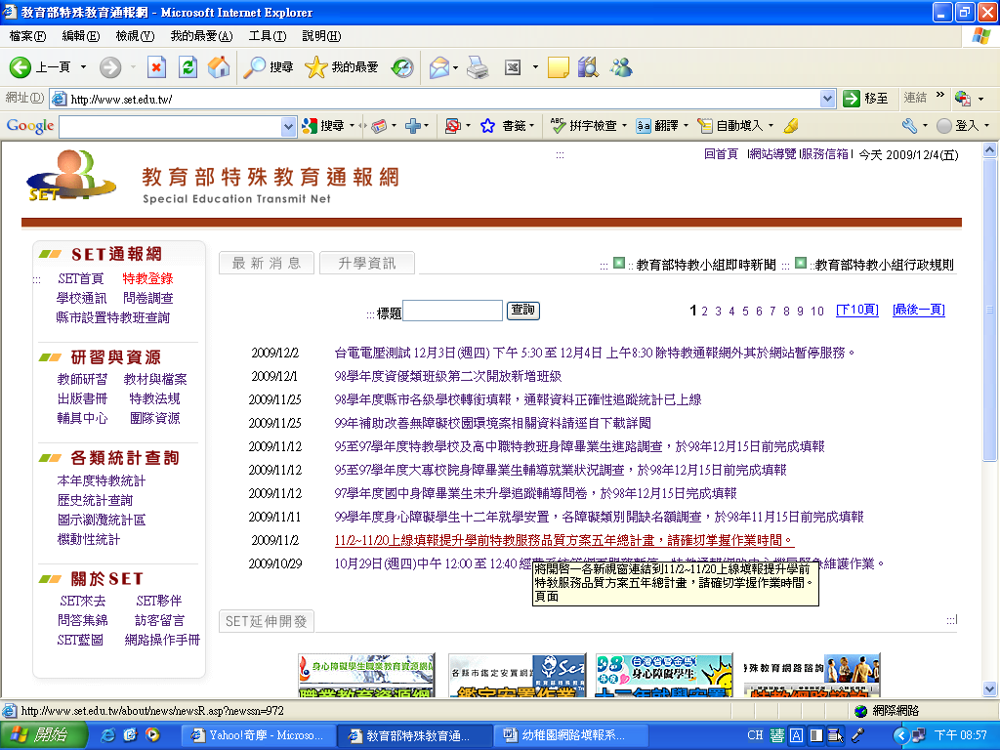 教育部特殊教育通報網 - Microsoft Internet Explorer
檔案(F) 編輯(E) 檢視(V) 我的最愛(A) 工具(T) 說明(H)
上一頁 搜尋 我的最愛
網址(D) http://www.set.edu.tw/ 移至 連結 »
Google 搜尋 書籤 ABC 拼字檢查 翻譯 自動填入 登入
::: 回首頁 |網站導覽 |服務信箱| 今天 2009/12/4(五)
SET
教育部特殊教育通報網
Special Education Transmit Net
SET通報網
::: SET首頁 特教登錄
學校通訊 問卷調查
縣市設置特教班查詢
研習與資源
教師研習 教材與檔案
出版書冊 特教法規
輔具中心 團隊資源
各類統計查詢
本年度特教統計
歷史統計查詢
圖示瀏灠統計區
機動性統計
關於SET
SET來去 SET夥伴
問答集錦 訪客留言
SET藍圖 網路操作手冊
最新消息 升學資訊
::: :: 教育部特教小組即時新聞 ::: ::教育部特教小組行政規則
:::標題 查詢
1 2 3 4 5 6 7 8 9 10 [下10頁] [最後一頁]
2009/12/2 台電電壓測試 12月3日(週四) 下午 5:30 至 12月4日 上午8:30 除特教通報網外其於網站暫停服務。
2009/12/1 98學年度資優類班級第二次開放新增班級
2009/11/25 98學年度縣市各級學校轉銜填報，通報資料正確性追蹤統計已上線
2009/11/25 99年補助改善無障礙校園環境案相關資料請逕自下載詳閱
2009/11/12 95至97學年度特教學校及高中職特教班身障畢業生進路調查，於98年12月15日前完成填報
2009/11/12 95至97學年度大專校院身障畢業生輔導就業狀況調查，於98年12月15日前完成填報
2009/11/12 97學年度國中身障畢業生未升學追蹤輔導問卷，於98年12月15日完成填報
2009/11/11 99學年度身心障礙學生十二年就學安置，各障礙類別開缺名額調查，於98年11月15日前完成填報
2009/11/2 11/2~11/20上線填報提升學前特教服務品質方案五年總計畫，請確切掌握作業時間。
2009/10/29 10月29日(週四)中午 12:00 至 12:40 維護作業。
將開啓一各新視窗連結到11/2~11/20上線填報提升學前
特教服務品質方案五年總計畫，請確切掌握作業時間。
頁面
SET延伸開發
:::|
身心障礙學生職業教育資源網
職業教育資源網
各縣市鑑定安置網
鑑定安置作業
98學年度 台灣省暨金馬 身心障礙學生
十二年就學安置
特殊教育網路諮詢
特教網路諮詢
http://www.set.edu.tw/about/news/newsR.asp?newssn=972 網際網路
開始 Yahoo!奇摩 - Microso... 教育部特殊教育通... 幼稚園網路填報系... CH 下午 08:57